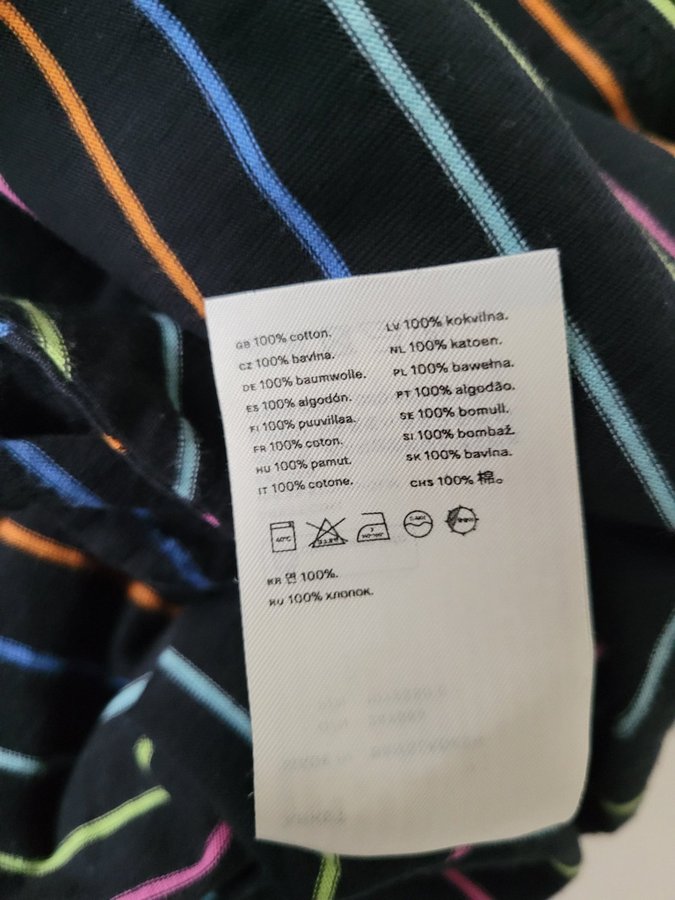 GB 100% cotton.
CZ 100% bavlna.
DE 100% baumwolle.
ES 100% algodón.
FI 100% puuvillaa.
FR 100% coton.
HU 100% pamut.
IT 100% cotone.
LV 100% kokvilna.
NL 100% katoen.
PL 100% bawełna.
PT 100% algodão.
SE 100% bomull.
SI 100% bombaž.
SK 100% bavlna.
CHS 100% 棉。
40°C
KR 면 100%.
RU 100% хлопок.